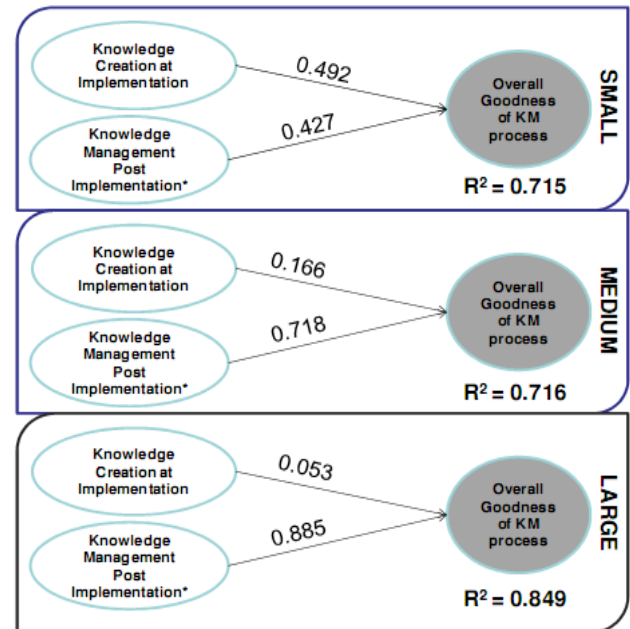 Knowledge
Creation at
Implementation
0.492
Knowledge
Management
Post
Implementation*
0.427
Overall
Goodness
of KM
process
R² = 0.715
SMALL
Knowledge
Creation at
Implementation
0.166
Knowledge
Management
Post
Implementation*
0.718
Overall
Goodness
of KM
process
R² = 0.716
MEDIUM
Knowledge
Creation at
Implementation
0.053
Knowledge
Management
Post
Implementation*
0.885
Overall
Goodness
of KM
process
R² = 0.849
LARGE